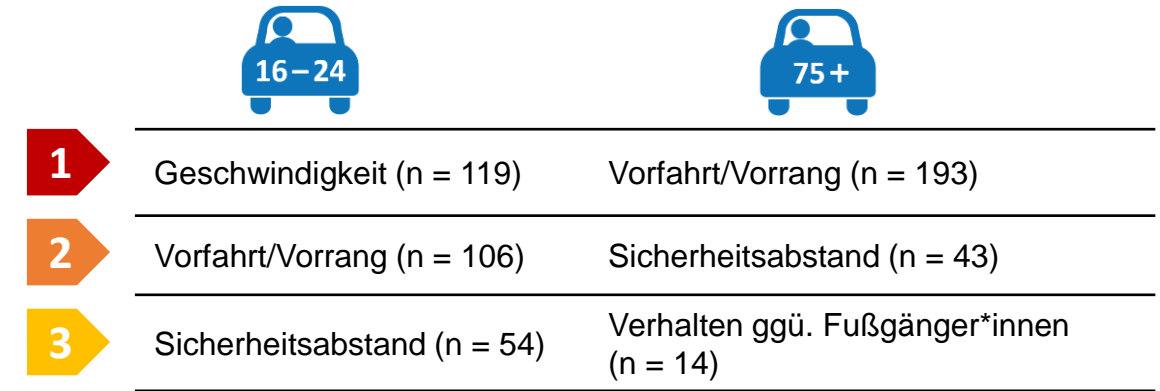 16–24
75+
1
Geschwindigkeit (n = 119)
Vorfahrt/Vorrang (n = 193)
2
Vorfahrt/Vorrang (n = 106)
Sicherheitsabstand (n = 43)
3
Sicherheitsabstand (n = 54)
Verhalten ggü. Fußgänger*innen
(n = 14)